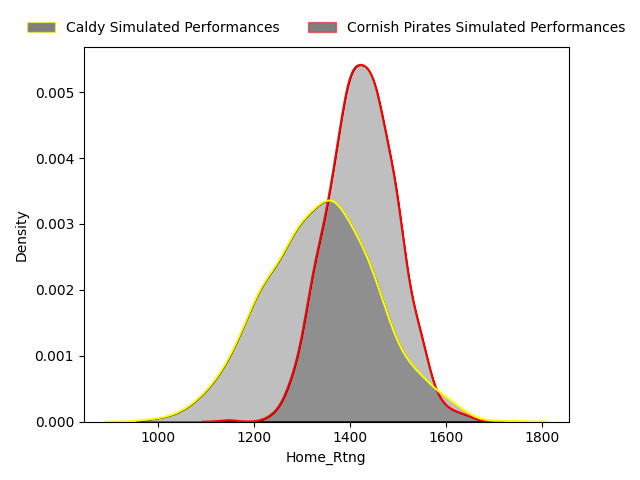 Caldy Simulated Performances Cornish Pirates Simulated Performances
0.005
0.004
0.003
0.002
0.001
0.000
Density
1000 1200 1400 1600 1800
Home_Rtng